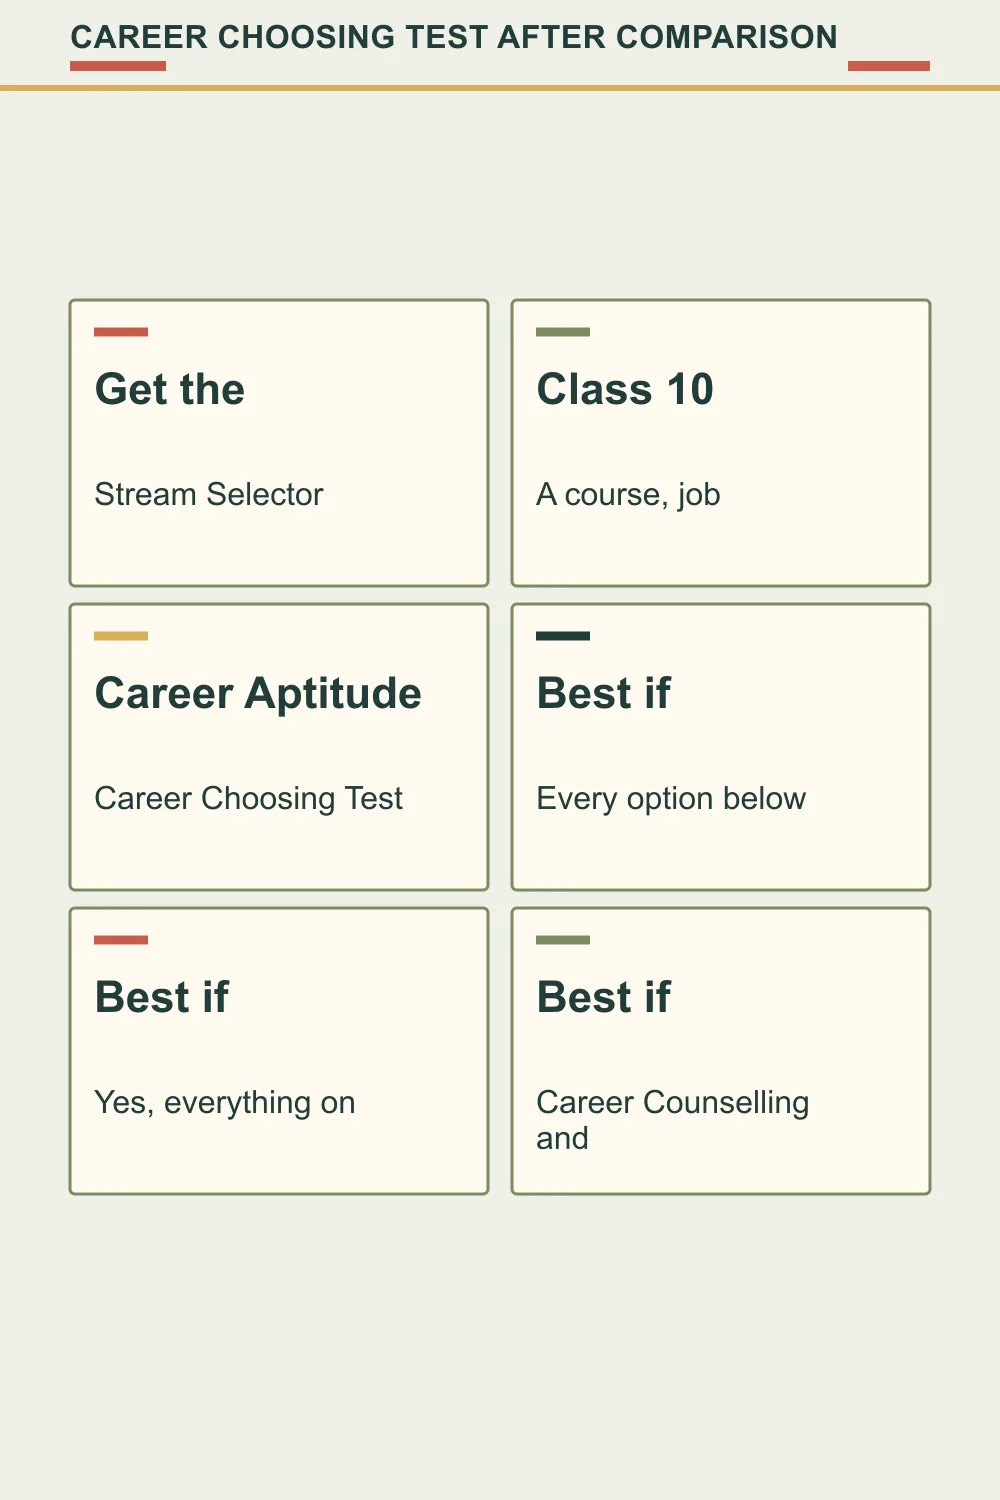 CAREER CHOOSING TEST AFTER COMPARISON
Get the
Stream Selector
Class 10
A course, job
Career Aptitude
Career Choosing Test
Best if
Every option below
Best if
Yes, everything on
Best if
Career Counselling
and